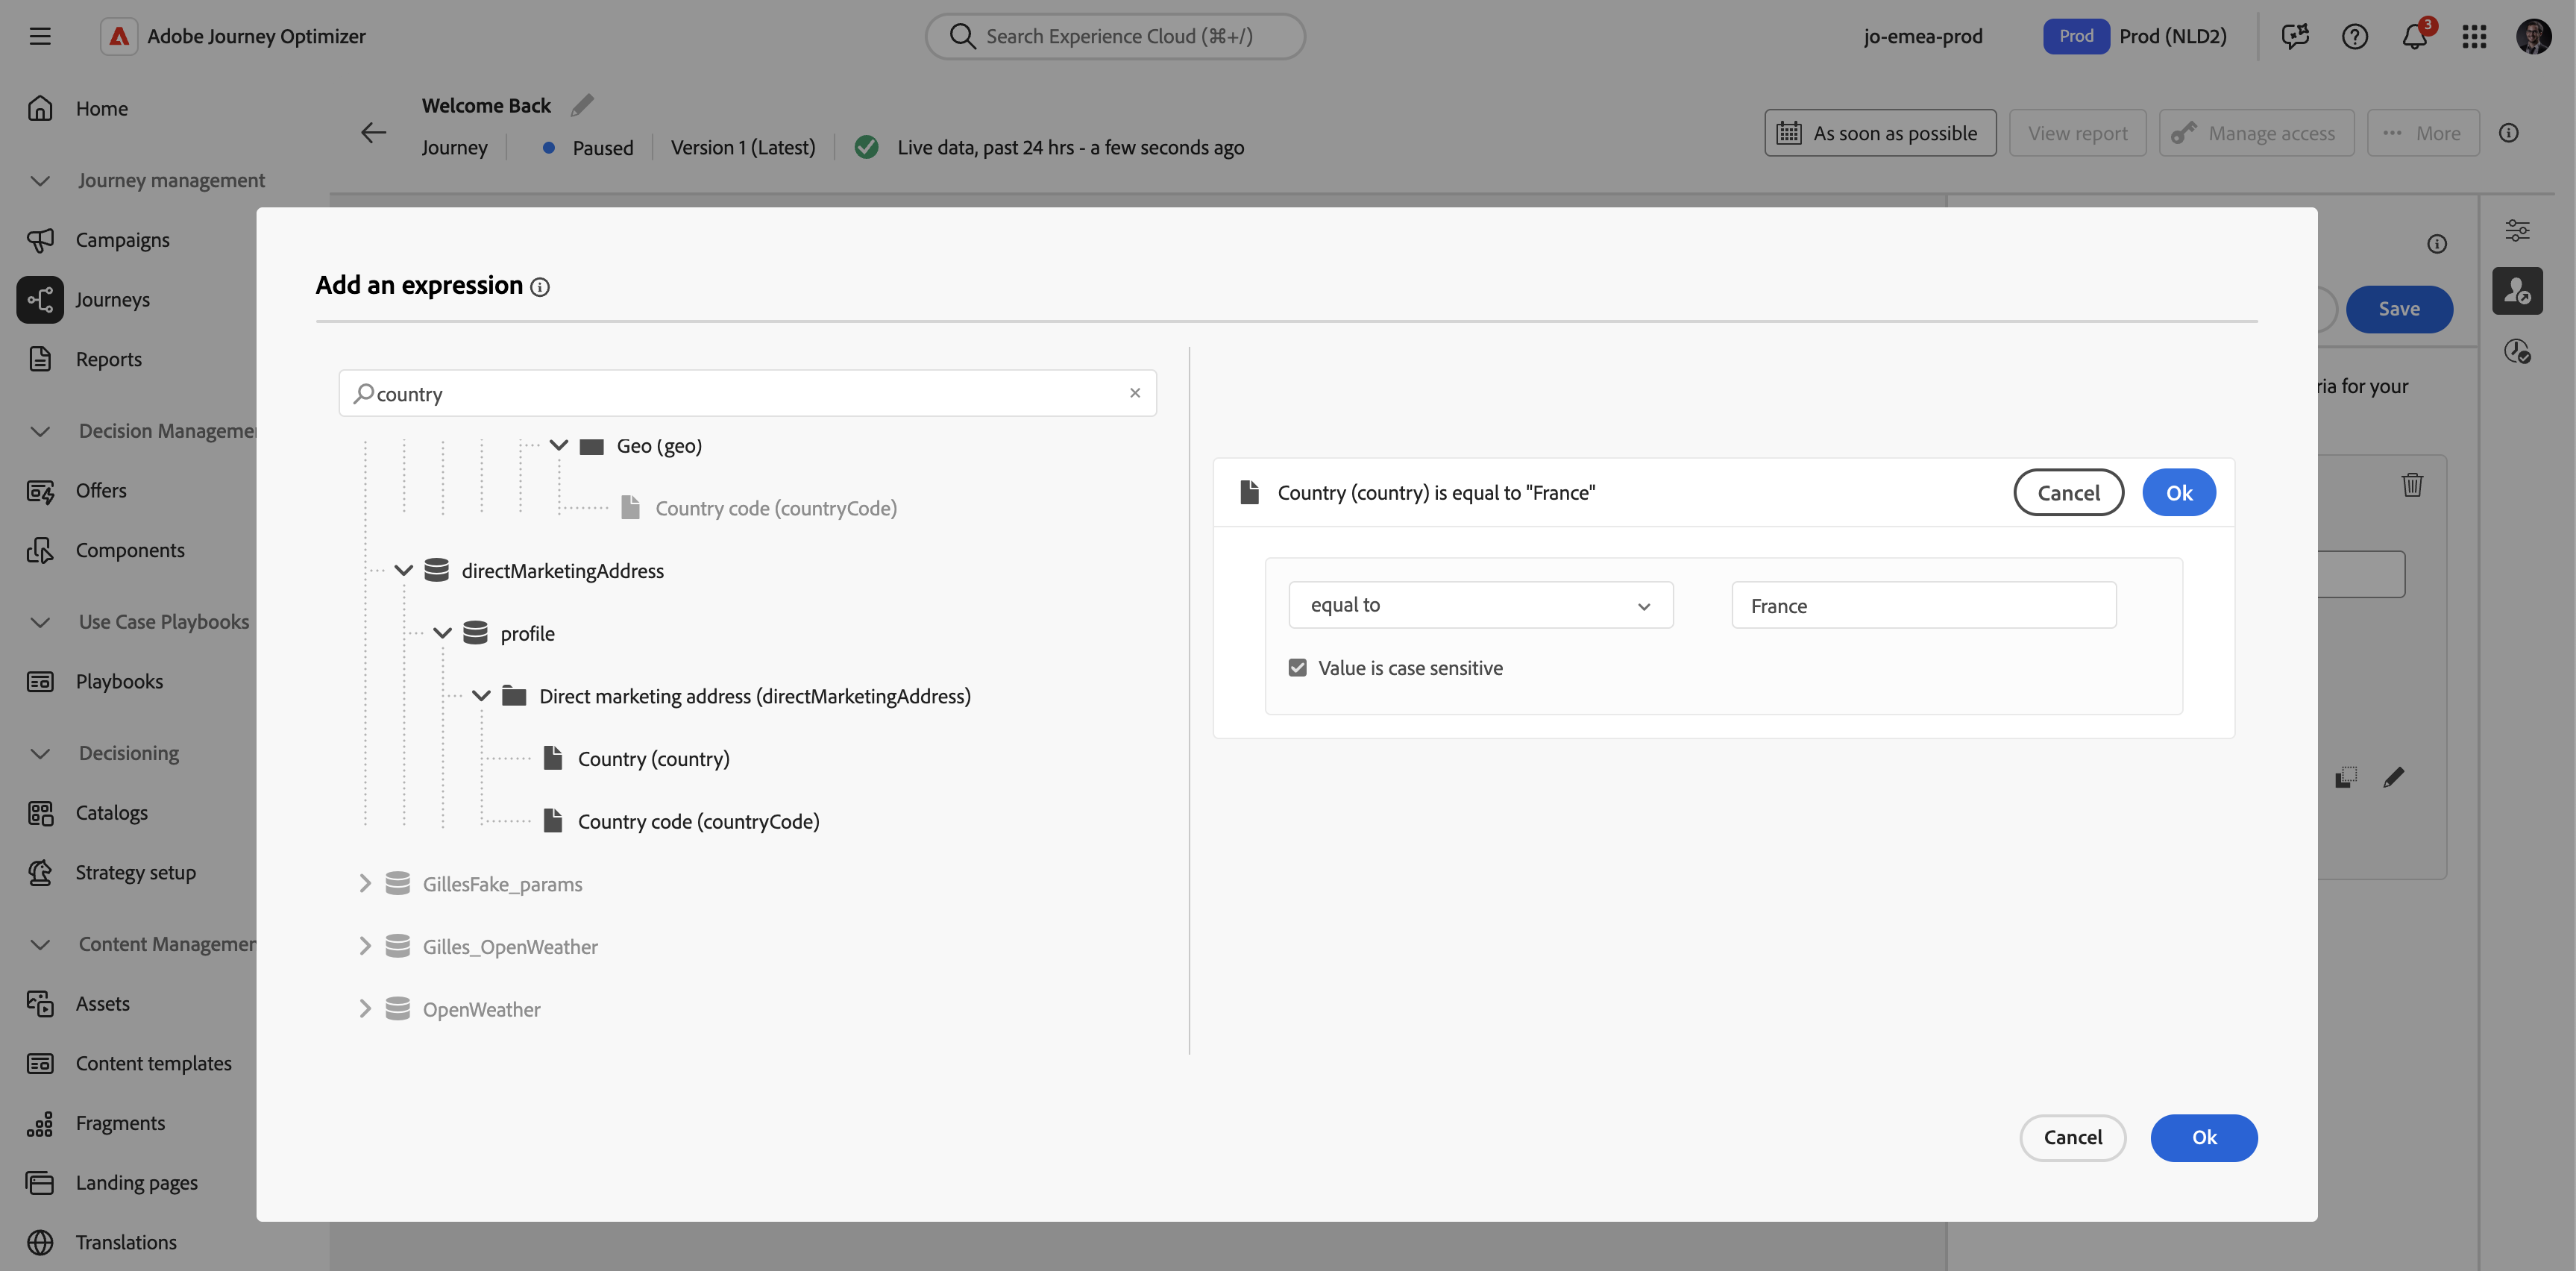 Adobe Journey Optimizer
Search Experience Cloud (⌘+/)
jo-emea-prod
Prod
Prod (NLD2)
3
Home
Journey management
Campaigns
Journeys
Reports
Decision Managemen
Offers
Components
Use Case Playbooks
Playbooks
Decisioning
Catalogs
Strategy setup
Content Managemen
Assets
Content templates
Fragments
Landing pages
Translations
Welcome Back
Journey
Paused
Version 1 (Latest)
Live data, past 24 hrs - a few seconds ago
As soon as possible
View report
Manage access
More
Save
ria for your
Add an expression
country
Geo (geo)
Country code (countryCode)
directMarketingAddress
profile
Direct marketing address (directMarketingAddress)
Country (country)
Country code (countryCode)
GillesFake_params
Gilles_OpenWeather
OpenWeather
Country (country) is equal to "France"
Cancel
Ok
equal to
France
Value is case sensitive
Cancel
Ok